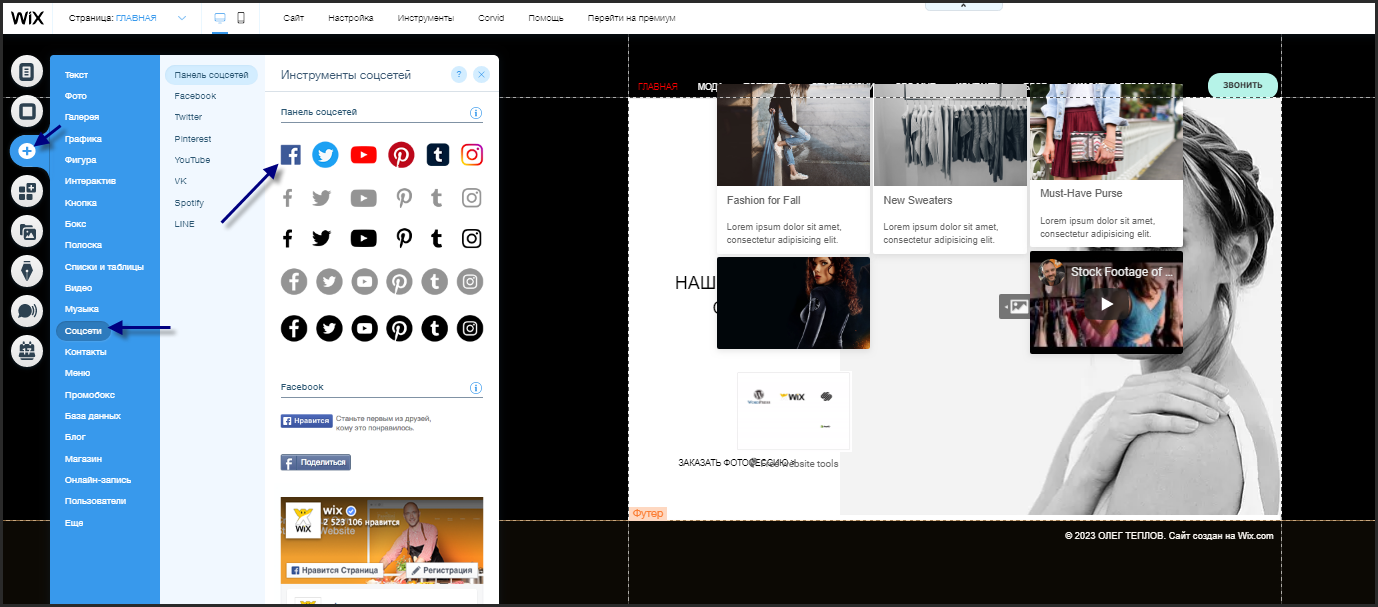 WiX
Страница: ГЛАВНАЯ
Сайт
Настройка
Инструменты
Corvid
Помощь
Перейти на премиум
Текст
Фото
Галерея
Графика
Фигура
Интерактив
Кнопка
Бокс
Полоска
Списки и таблицы
Видео
Музыка
Соцсети
Контакты
Меню
Промобокс
База данных
Блог
Магазин
Онлайн-запись
Пользователи
Еще
Панель соцсетей
Facebook
Twitter
Pinterest
YouTube
VK
Spotify
LINE
Инструменты соцсетей
?
Панель соцсетей
Facebook
Нравится
Станьте первым из друзей,
кому это понравилось.
Поделиться
wix
2 523 106 нравится
Website
WiX
Нравится Страница
Регистрация
ГЛАВНАЯ
МОД
ЗВОНИТЬ
Fashion for Fall
Lorem ipsum dolor sit amet,
consectetur adipisicing elit.
New Sweaters
Lorem ipsum dolor sit amet,
consectetur adipisicing elit.
Must-Have Purse
Lorem ipsum dolor sit amet,
consectetur adipisicing elit.
НАШ
Stock Footage of ...
WordPress
WiX
ЗАКАЗАТЬ ФОТОСЕССИЮ
website tools
Футер
© 2023 ОЛЕГ ТЕПЛОВ. Сайт создан на Wix.com